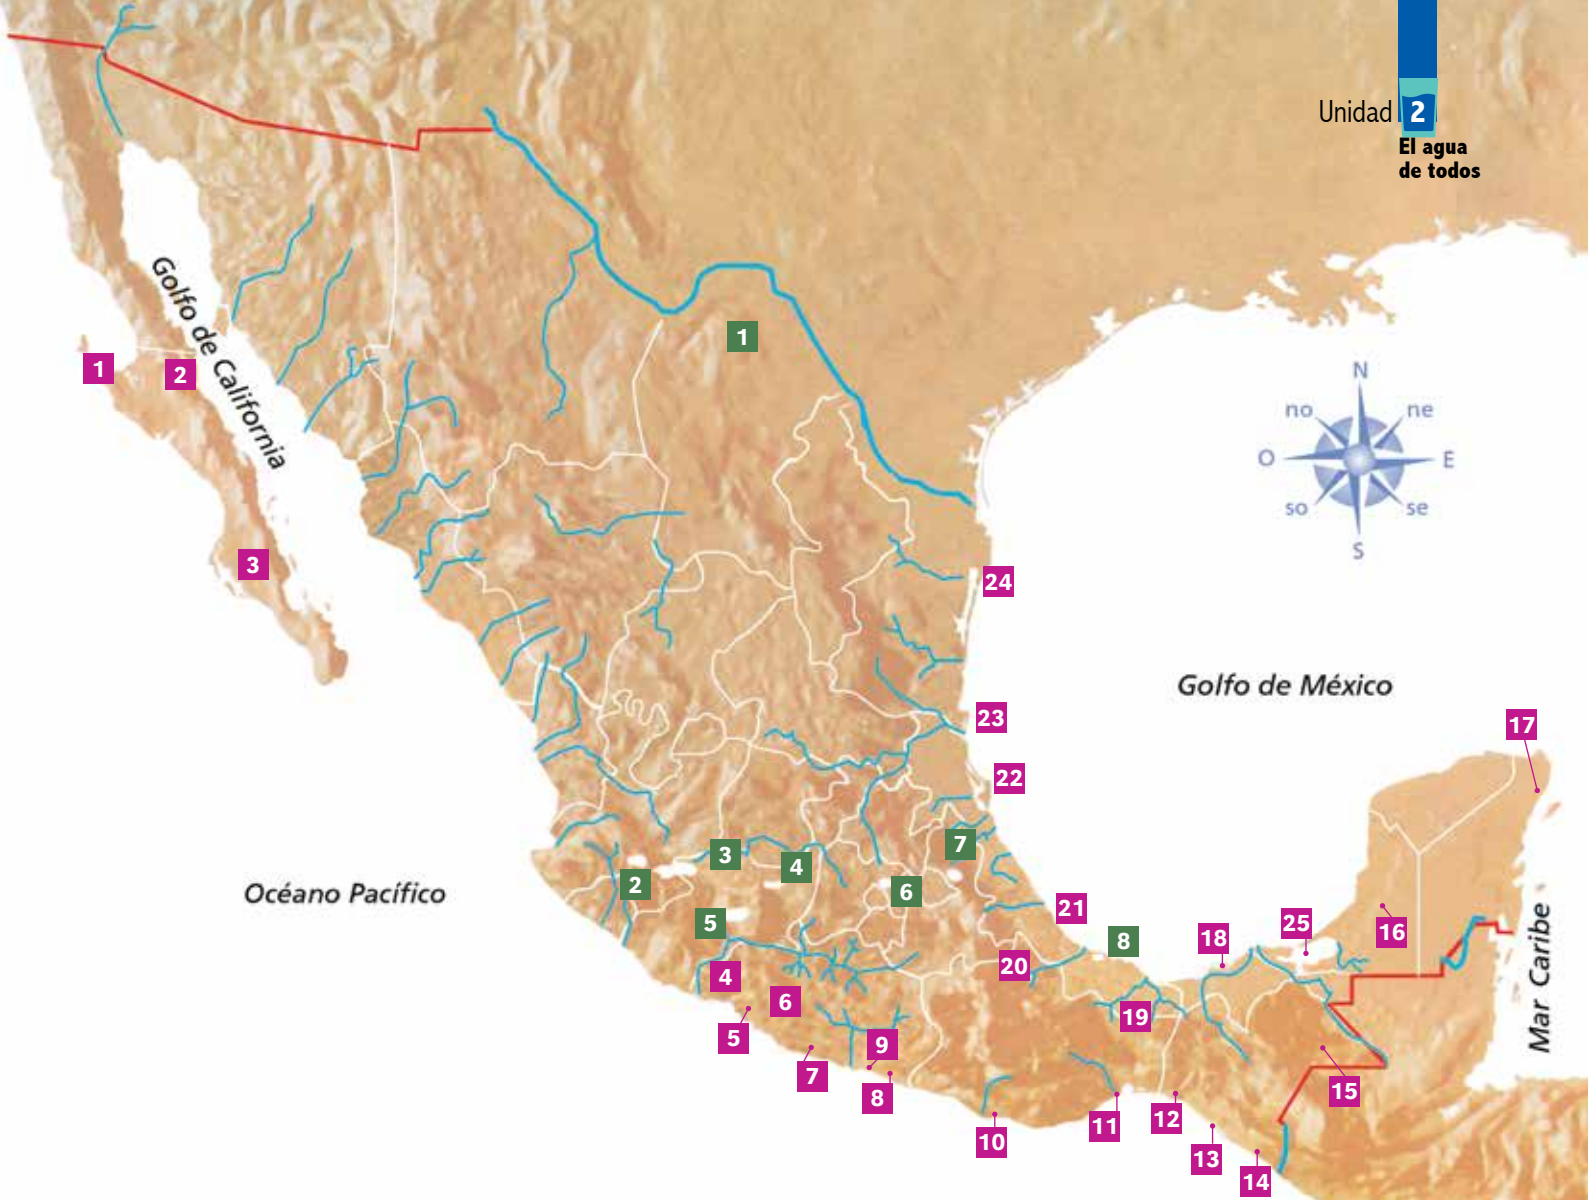 Unidad 2
El agua
de todos
Golfo de California
1
1
2
N
no
ne
O
E
so
se
S
3
24
Golfo de México
23
17
22
7
3
4
2
6
Océano Pacífico
5
21
8
18
25
16
Mar Caribe
20
4
6
19
5
9
7
8
15
11
12
10
13
14